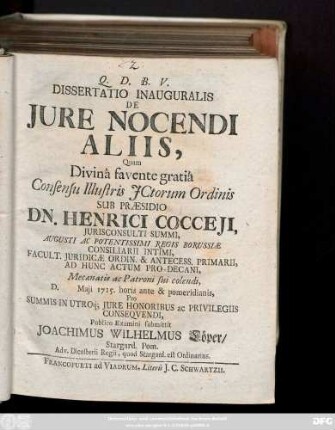 2
Q. D. B. V.
DISSERTATIO INAUGURALIS
DE
JURE NOCENDI
ALIIS,
Quam
Divinâ favente gratiâ
Consensu Illustris JCtorum Ordinis
SUB PRÆSIDIO
DN. HENRICI COCCEJI,
JURISCONSULTI SUMMI,
AUGUSTI AC POTENTISSIMI REGIS BORUSSIÆ
CONSILIARII INTIMI,
FACULT. JURIDICÆ ORDIN. & ANTECESS. PRIMARII,
AD HUNC ACTUM PRO-DECANI,
Mecænatis ac Patroni sui colendi,
D. Maji 1715. horis ante & pomeridianis,
Pro
SUMMIS IN UTROq; JURE HONORIBUS ac PRIVILEGIIS
CONSEQVENDI,
Publico Examini submittit
JOACHIMUS WILHELMUS Löper/
Stargard. Pom.
Adv. Dicasterii Regii, quod Stargard. est Ordinarius.
FRANCOFURTI ad VIADRUM, Literis J. C. SCHWARTZII.